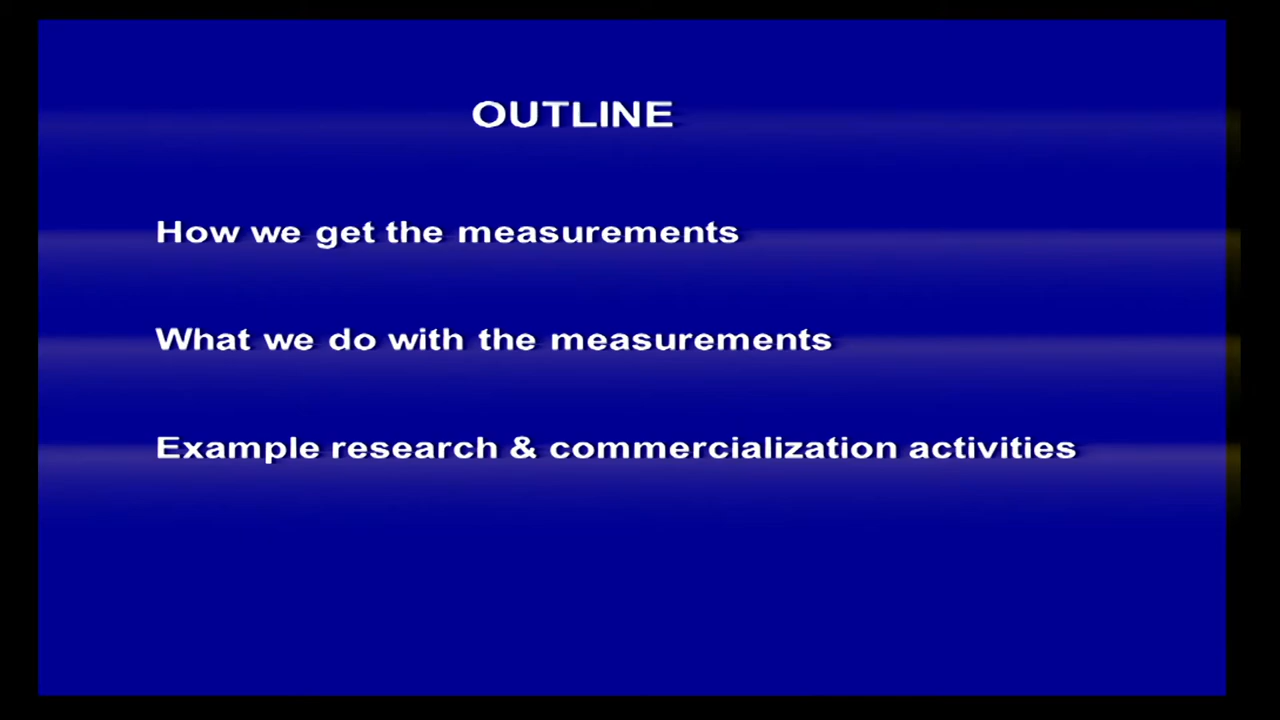 OUTLINE
How we get the measurements
What we do with the measurements
Example research & commercialization activities